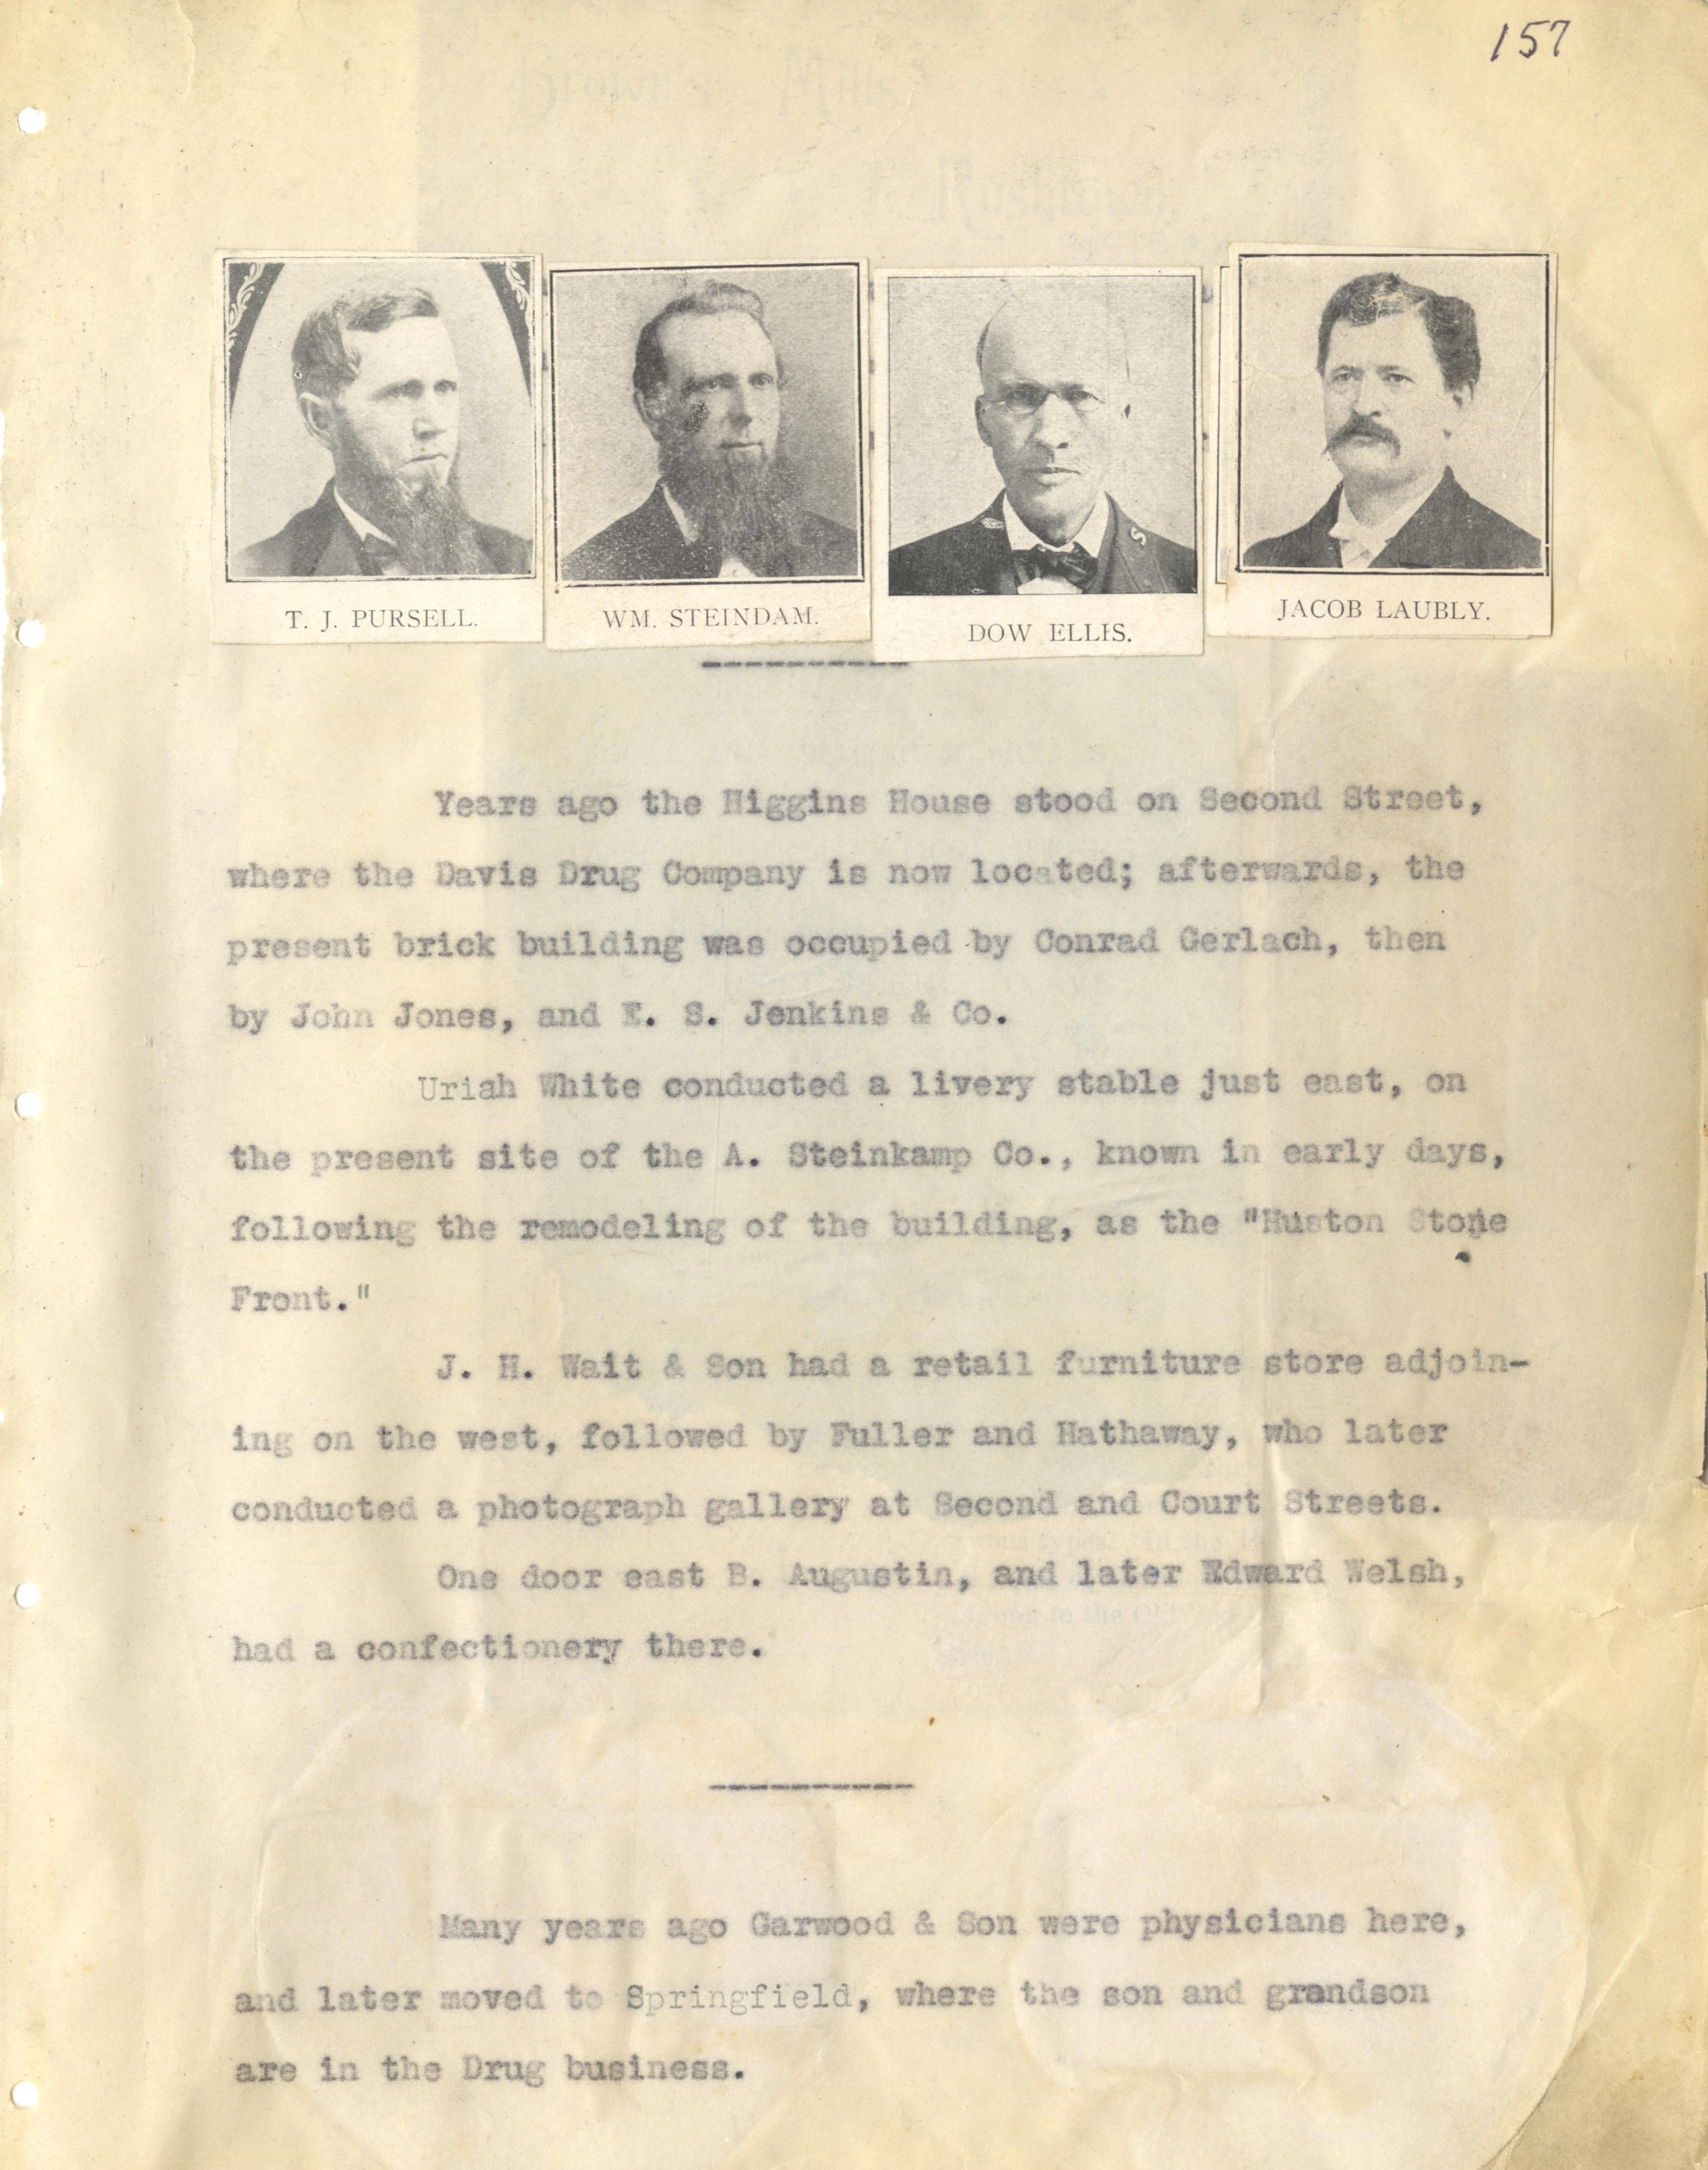 157
T. J. PURSELL.
WM. STEINDAM.
DOW ELLIS.
JACOB LAUBLY.
Years ago the Higgins House stood on Second Street,
where the Davis Drug Company is now located; afterwards, the
present brick building was occupied by Conrad Gerlach, then
by John Jones, and E. S. Jenkins & Co.
Uriah White conducted a livery stable just east, on
the present site of the A. Steinkamp Co., known in early days,
following the remodeling of the building, as the "Huston Stone
Front."
J. H. Wait & Son had a retail furniture store adjoin-
ing on the west, followed by Fuller and Hathaway, who later
conducted a photograph gallery at Second and Court Streets.
One door east B. Augustin, and later Edward Welsh,
had a confectionery there.
Many years ago Garwood & Son were physicians here,
and later moved to Springfield, where the son and grandson
are in the Drug business.